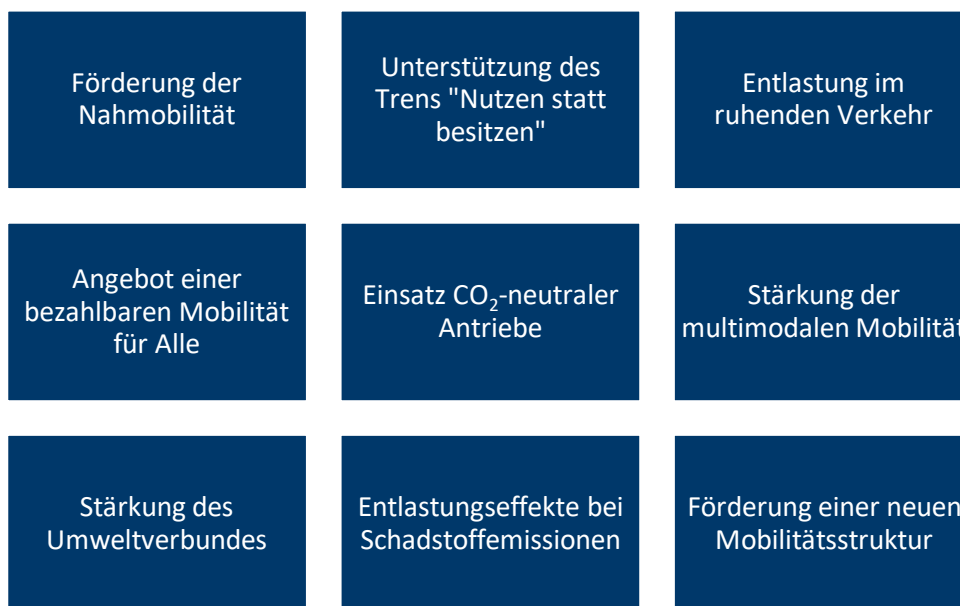 Förderung der
Nahmobilität
Unterstützung des
Trens "Nutzen statt
besitzen"
Entlastung im
ruhenden Verkehr
Angebot einer
bezahlbaren Mobilität
für Alle
Einsatz CO₂-neutraler
Antriebe
Stärkung der
multimodalen Mobilität
Stärkung des
Umweltverbundes
Entlastungseffekte bei
Schadstoffemissionen
Förderung einer neuen
Mobilitätsstruktur